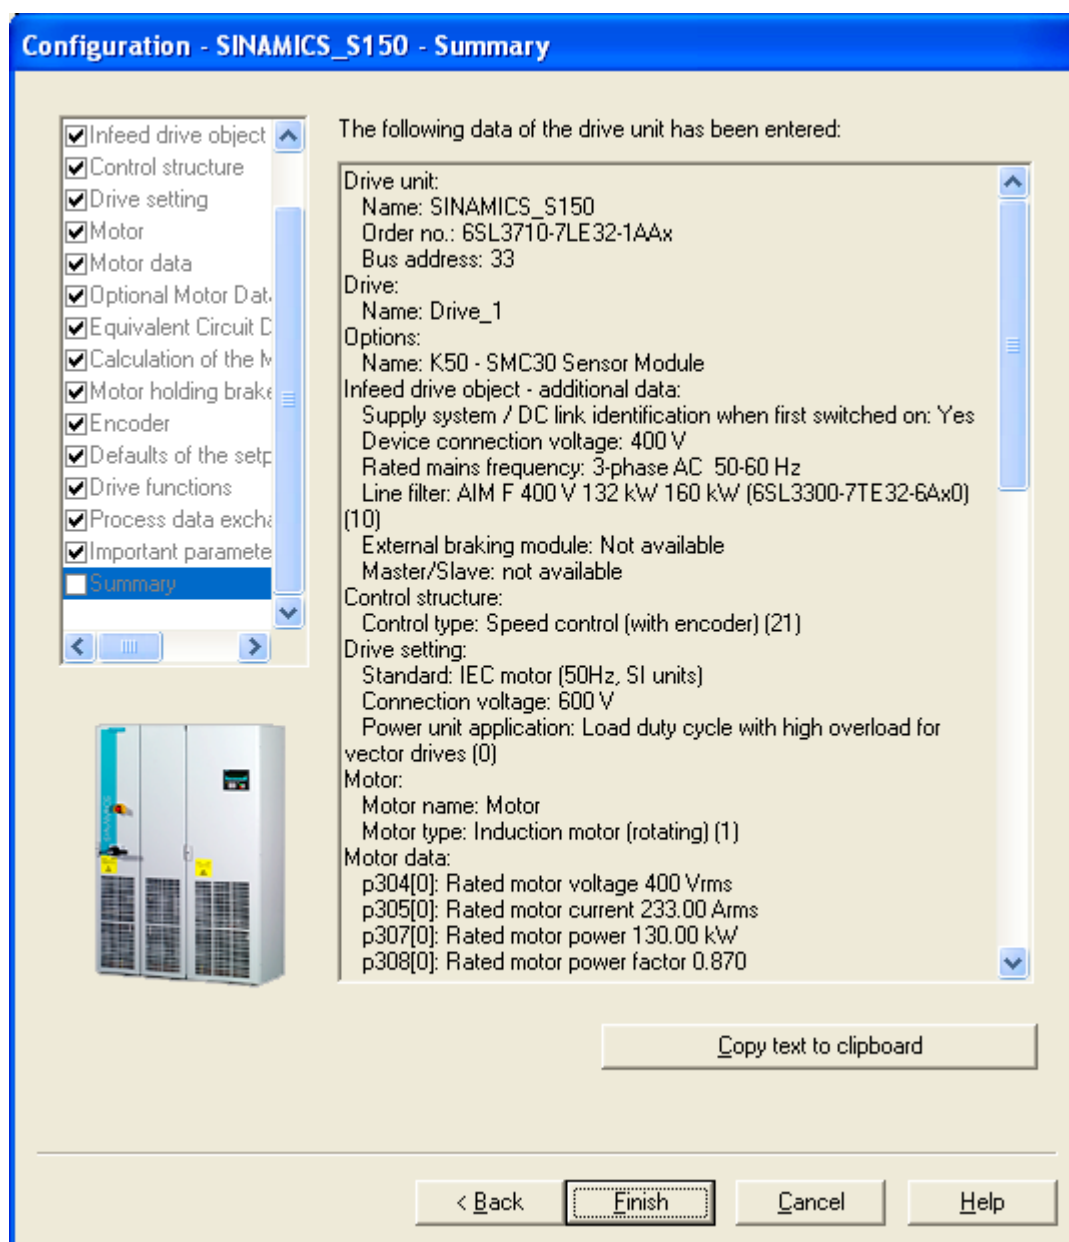 Configuration - SINAMICS_S150 - Summary
Infeed drive object
Control structure
Drive setting
Motor
Motor data
Optional Motor Dat
Equivalent Circuit D
Calculation of the M
Motor holding brake
Encoder
Defaults of the setp
Drive functions
Process data excha
Important paramete
Summary
The following data of the drive unit has been entered:
Drive unit:
Name: SINAMICS_S150
Order no.: 6SL3710-7LE32-1AAx
Bus address: 33
Drive:
Name: Drive_1
Options:
Name: K50 - SMC30 Sensor Module
Infeed drive object - additional data:
Supply system / DC link identification when first switched on: Yes
Device connection voltage: 400 V
Rated mains frequency: 3-phase AC  50-60 Hz
Line filter: AIM F 400 V 132 kW 160 kW (6SL3300-7TE32-6Ax0)
(10)
External braking module: Not available
Master/Slave: not available
Control structure:
Control type: Speed control (with encoder) (21)
Drive setting:
Standard: IEC motor (50Hz, SI units)
Connection voltage: 600 V
Power unit application: Load duty cycle with high overload for
vector drives (0)
Motor:
Motor name: Motor
Motor type: Induction motor (rotating) (1)
Motor data:
p304[0]: Rated motor voltage 400 Vrms
p305[0]: Rated motor current 233.00 Arms
p307[0]: Rated motor power 130.00 kW
p308[0]: Rated motor power factor 0.870
Copy text to clipboard
< Back
Finish
Cancel
Help